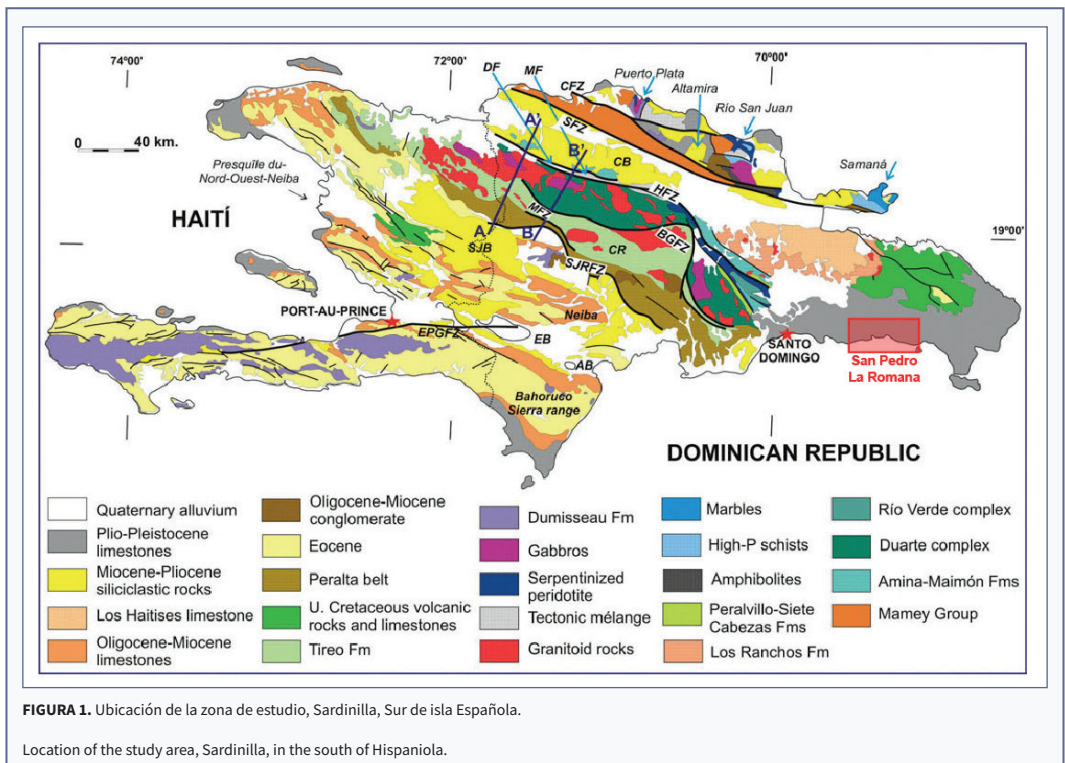 74°00'
72°00'
70°00'
DF
MF
CFZ
Puerto Plata
Altamira
Río San Juan
SFZ
A'
B'
CB
0 40 km.
Presquîle du-
Nord-Ouest-Neiba
Samaná
HAITÍ
HFZ
MFZ
A
B
SJB
CR
BGFZ
SJRFZ
19°00'
PORT-AU-PRINCE
Neiba
EPGFZ
EB
AB
SANTO
DOMINGO
San Pedro
La Romana
Bahoruco
Sierra range
DOMINICAN REPUBLIC
Quaternary alluvium
Plio-Pleistocene
limestones
Miocene-Pliocene
siliciclastic rocks
Los Haitises limestone
Oligocene-Miocene
limestones
Oligocene-Miocene
conglomerate
Eocene
Peralta belt
U. Cretaceous volcanic
rocks and limestones
Tireo Fm
Dumisseau Fm
Gabbros
Serpentinized
peridotite
Tectonic mélange
Granitoid rocks
Marbles
High-P schists
Amphibolites
Peralvillo-Siete
Cabezas Fms
Los Ranchos Fm
Río Verde complex
Duarte complex
Amina-Maimón Fms
Mamey Group
FIGURA 1. Ubicación de la zona de estudio, Sardinilla, Sur de isla Española.
Location of the study area, Sardinilla, in the south of Hispaniola.